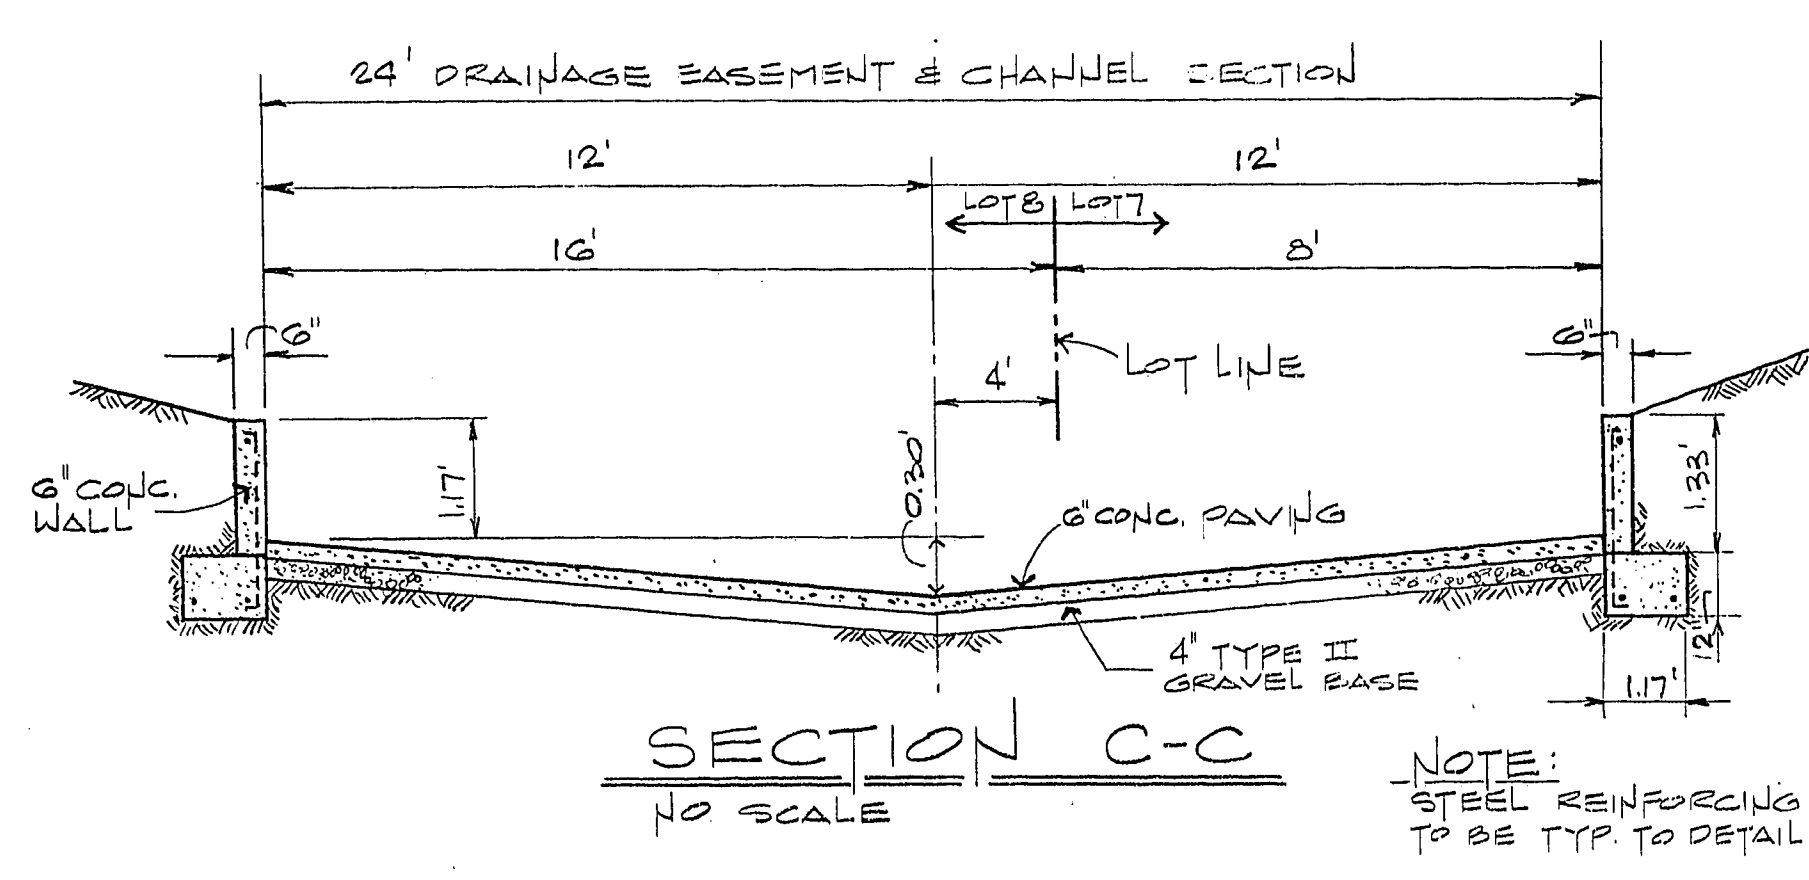 24' DRAINAGE EASEMENT & CHANNEL SECTION
12'
12'
LOT 8
LOT 7
16'
8'
6"
6"
LOT LINE
4'
1.17'
0.30'
1.33'
6" CONC.
WALL
6" CONC. PAVING
4" TYPE II
GRAVEL BASE
12"
1.17'
SECTION C-C
NO SCALE
NOTE:
STEEL REINFORCING
TO BE TYP. TO DETAIL